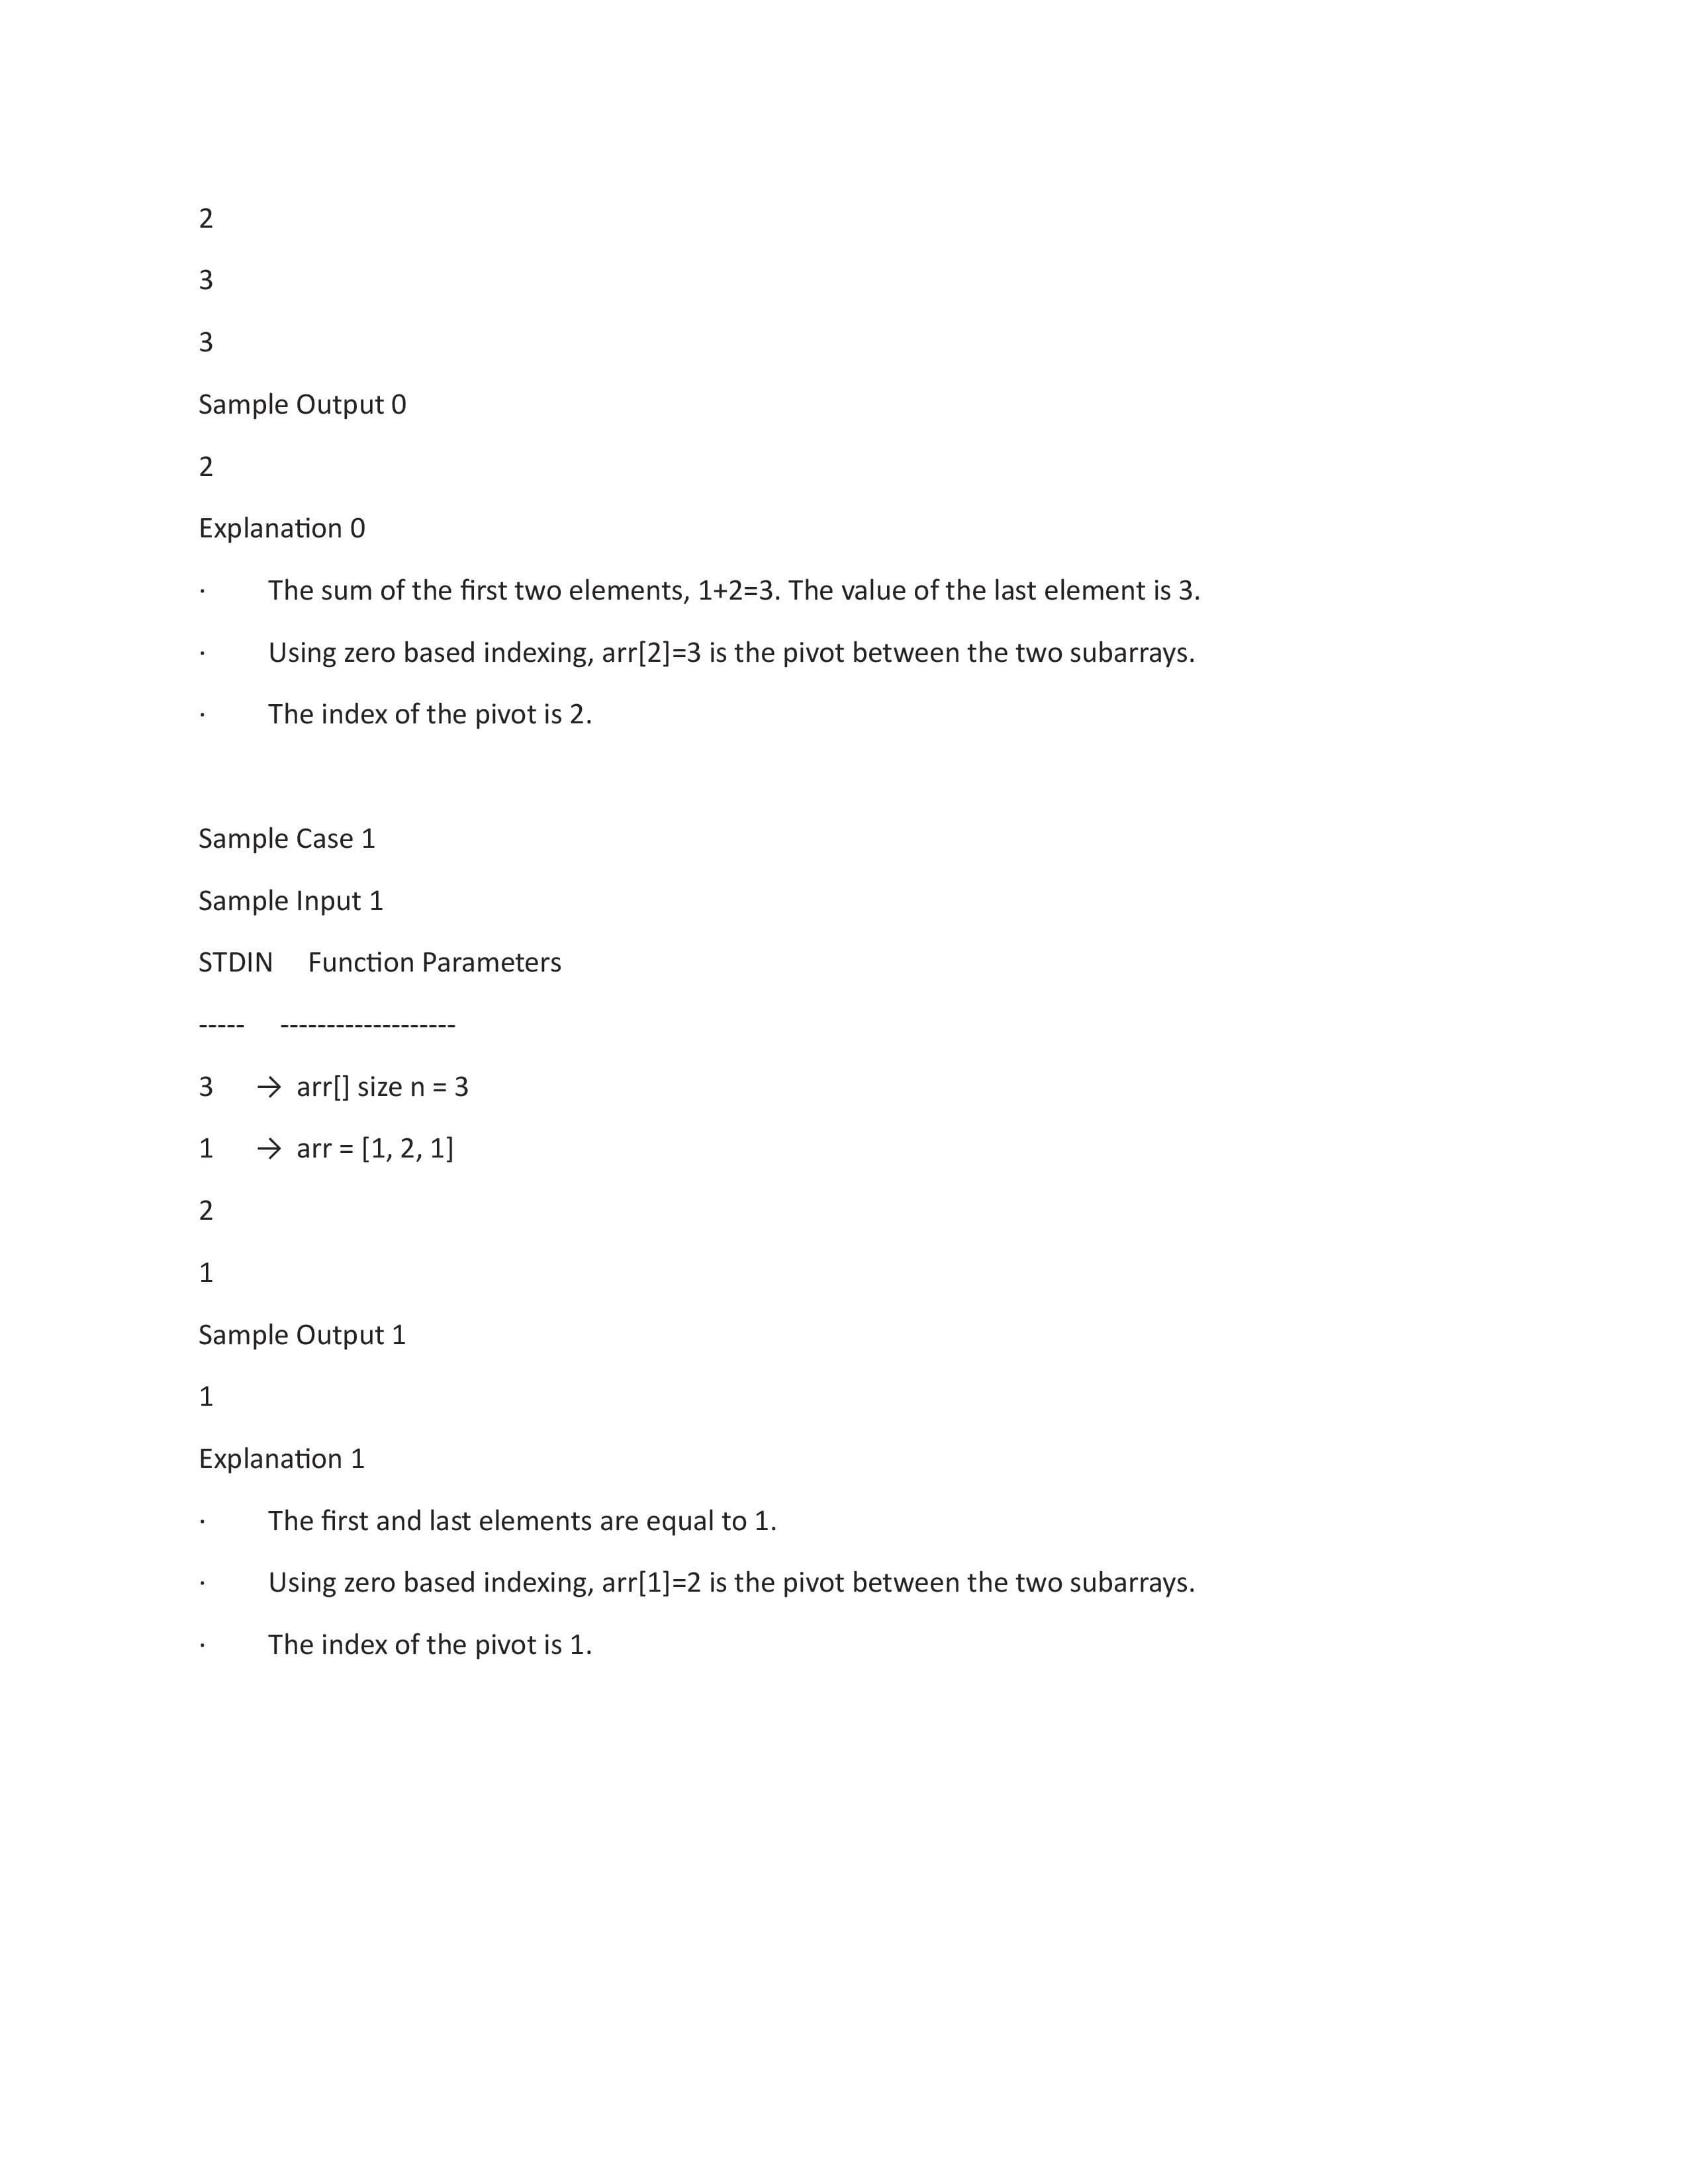 2
3
3
Sample Output 0
2
Explanation 0
· The sum of the first two elements, 1+2=3. The value of the last element is 3.
· Using zero based indexing, arr[2]=3 is the pivot between the two subarrays.
· The index of the pivot is 2.
Sample Case 1
Sample Input 1
STDIN Function Parameters
----- -------------------
3 → arr[] size n = 3
1 → arr = [1, 2, 1]
2
1
Sample Output 1
1
Explanation 1
· The first and last elements are equal to 1.
· Using zero based indexing, arr[1]=2 is the pivot between the two subarrays.
· The index of the pivot is 1.